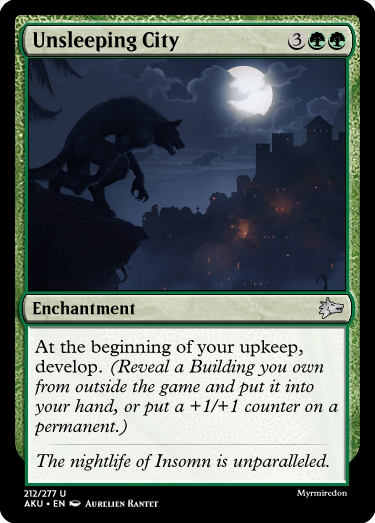 Unsleeping City 3
Enchantment
At the beginning of your upkeep,
develop. (Reveal a Building you own
from outside the game and put it into
your hand, or put a +1/+1 counter on a
permanent.)
The nightlife of Insomn is unparalleled.
212/277 U
Myrmiredon
AKU • EN Aurelien Rantet